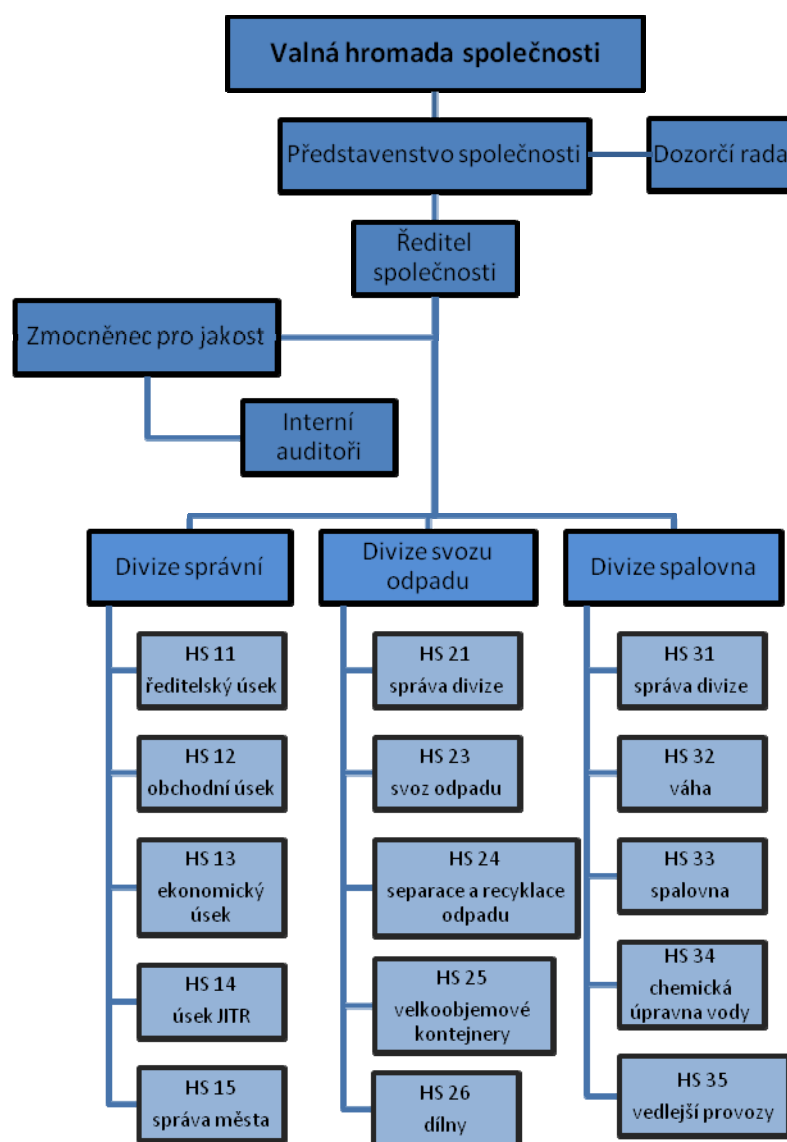 Valná hromada společnosti
Představenstvo společnosti
Dozorčí rada
Ředitel
společnosti
Zmocněnec pro jakost
Interní
auditoři
Divize správní
HS 11
ředitelský úsek
HS 12
obchodní úsek
HS 13
ekonomický
úsek
HS 14
úsek JITR
HS 15
správa města
Divize svozu
odpadu
HS 21
správa divize
HS 23
svoz odpadu
HS 24
separace a recyklace
odpadu
HS 25
velkoobjemové
kontejnery
HS 26
dílny
Divize spalovna
HS 31
správa divize
HS 32
váha
HS 33
spalovna
HS 34
chemická
úpravna vody
HS 35
vedlejší provozy